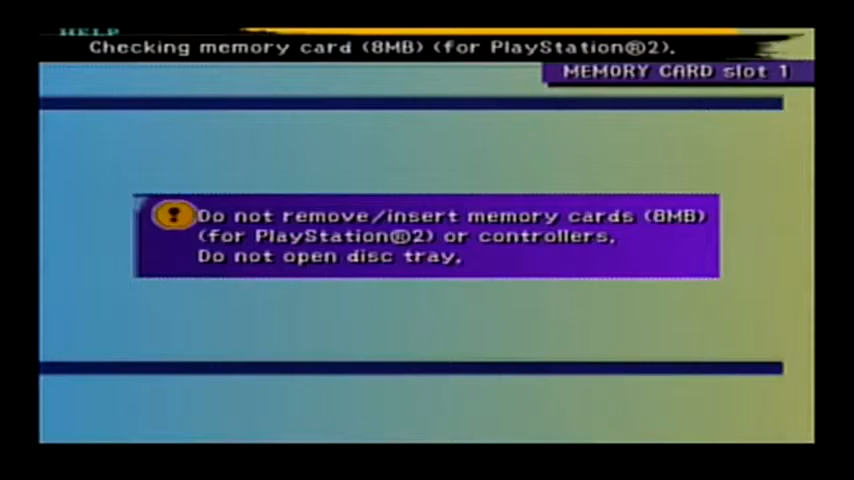 HELP
Checking memory card (8MB) (for PlayStation®2).
MEMORY CARD slot 1
Do not remove/insert memory cards (8MB)
(for PlayStation®2) or controllers.
Do not open disc tray.